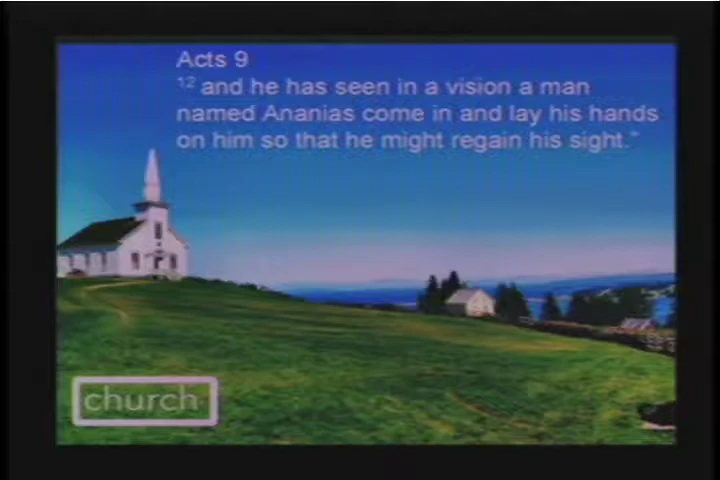 Acts 9
12 and he has seen in a vision a man
named Ananias come in and lay his hands
on him so that he might regain his sight.”
church